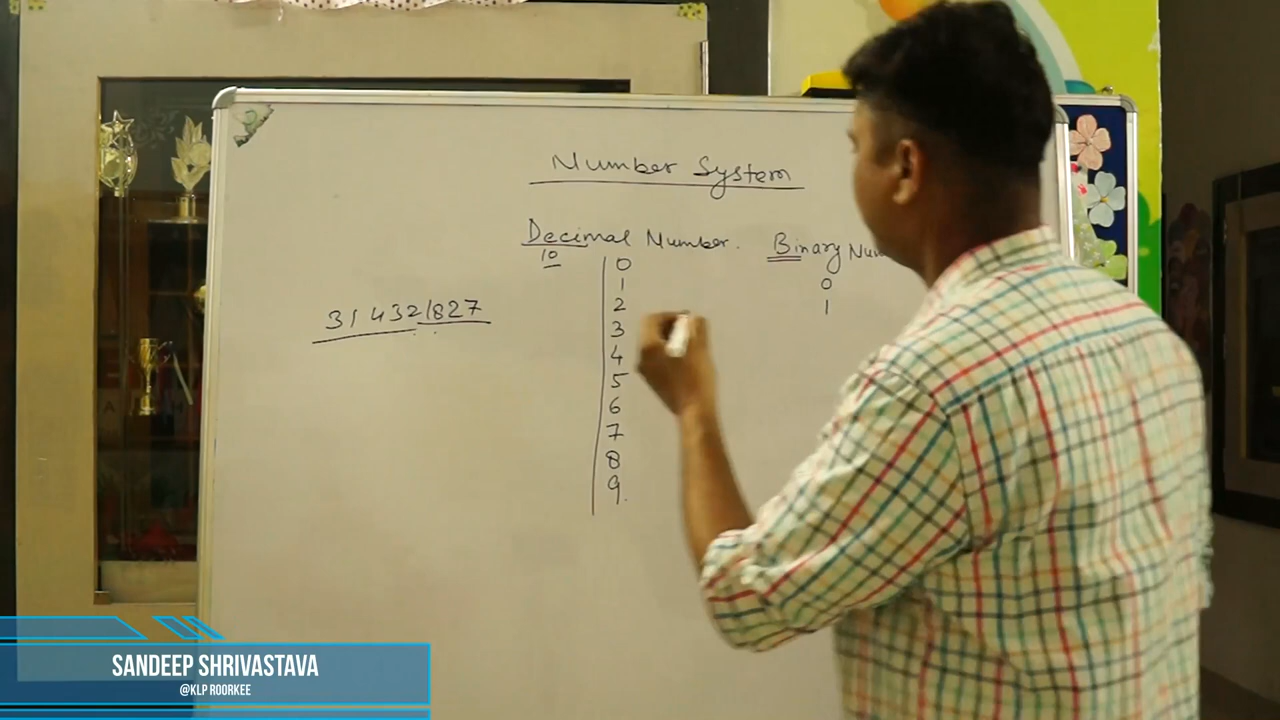 Number System
Decimal Number.
10
0
1
2
3
4
5
6
7
8
9.
Binary
0
1
314321827
SANDEEP SHRIVASTAVA
@KLP ROORKEE